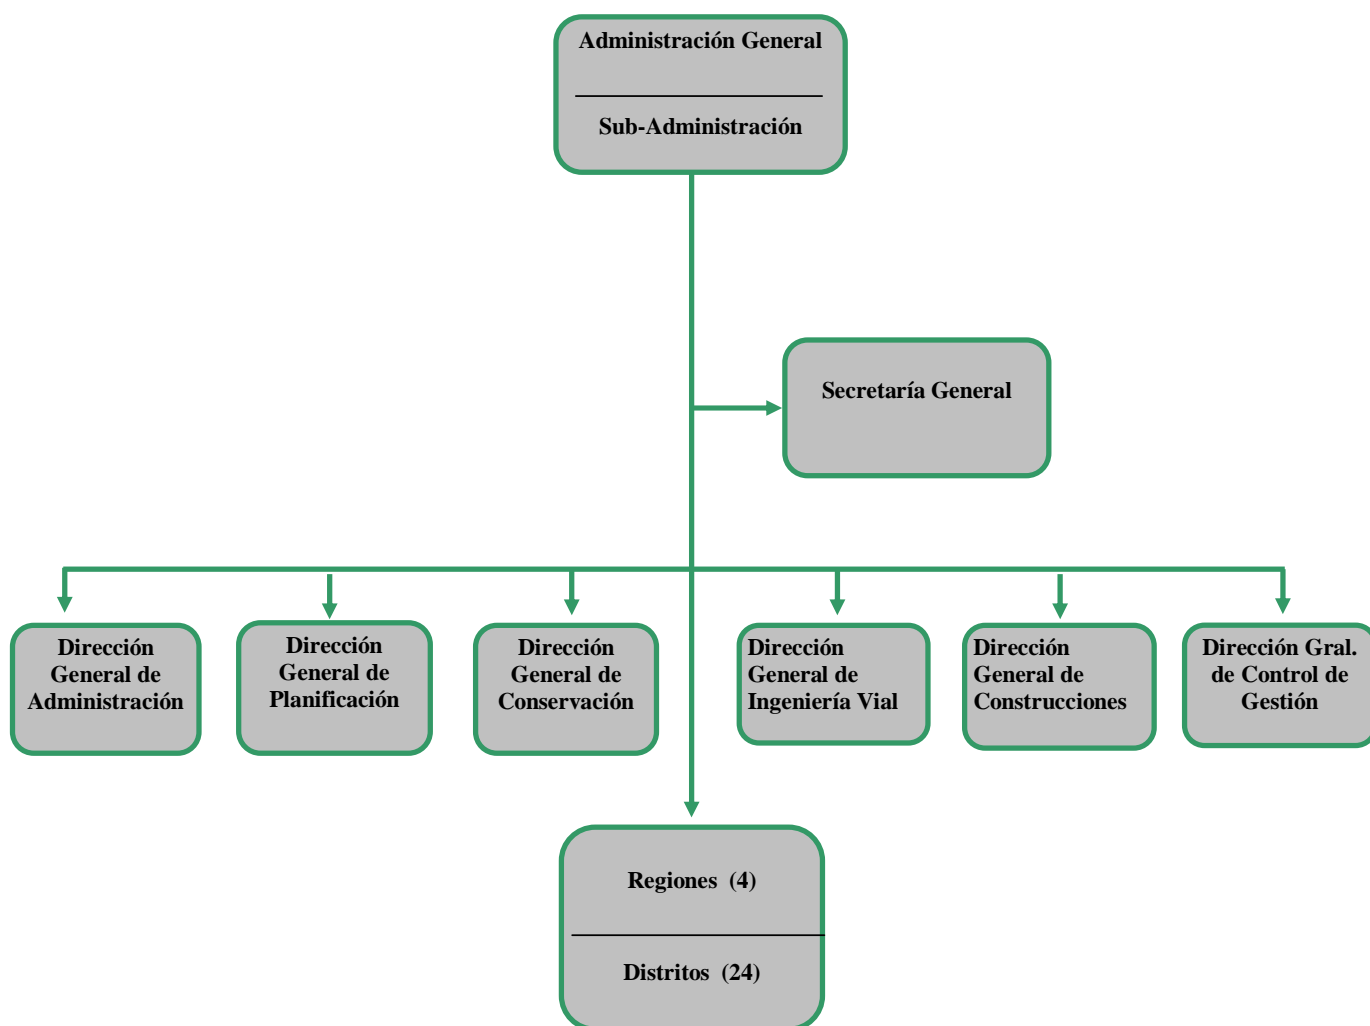 Administración General
Sub-Administración
Secretaría General
Dirección
General de
Administración
Dirección
General de
Planificación
Dirección
General de
Conservación
Dirección
General de
Ingeniería Vial
Dirección
General de
Construcciones
Dirección Gral.
de Control de
Gestión
Regiones (4)
Distritos (24)